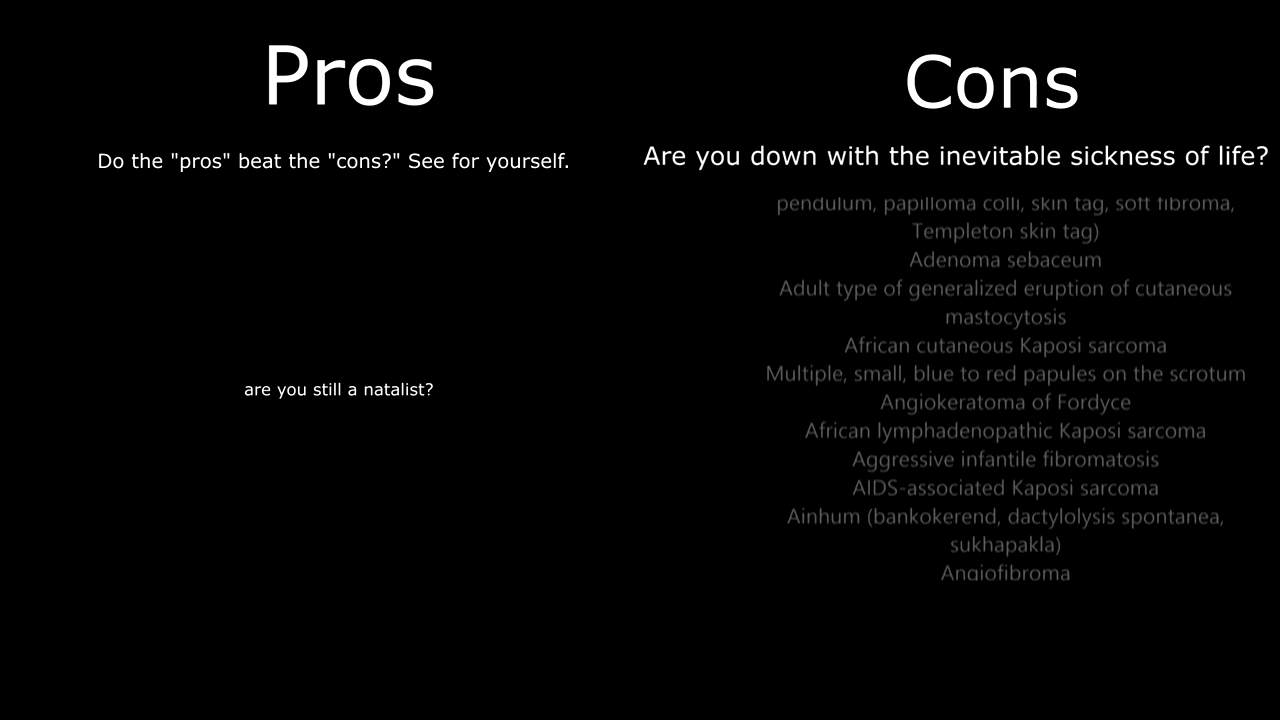 Pros
Do the "pros" beat the "cons?" See for yourself.
are you still a natalist?
Cons
Are you down with the inevitable sickness of life?
pendulum, papilloma colli, skin tag, soft fibroma,
Templeton skin tag)
Adenoma sebaceum
Adult type of generalized eruption of cutaneous
mastocytosis
African cutaneous Kaposi sarcoma
Multiple, small, blue to red papules on the scrotum
Angiokeratoma of Fordyce
African lymphadenopathic Kaposi sarcoma
Aggressive infantile fibromatosis
AIDS-associated Kaposi sarcoma
Ainhum (bankokerend, dactylolysis spontanea,
sukhapakla)
Angiofibroma